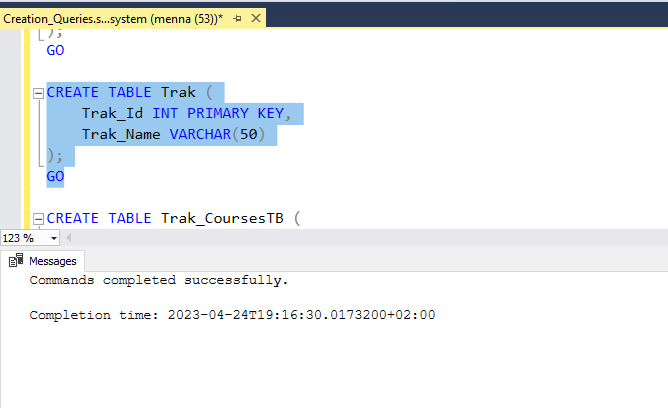 Creation_Queries.s...system (menna (53))*
);
GO
CREATE TABLE Trak (
Trak_Id INT PRIMARY KEY,
Trak_Name VARCHAR(50)
);
GO
CREATE TABLE Trak_CoursesTB (
123 %
Messages
Commands completed successfully.
Completion time: 2023-04-24T19:16:30.0173200+02:00